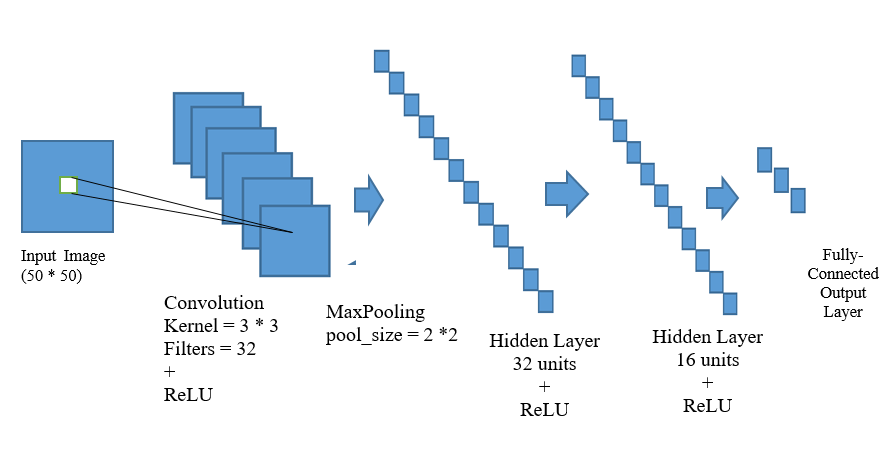 Input Image
(50 * 50)
Convolution
Kernel = 3 * 3
Filters = 32
+
ReLU
MaxPooling
pool_size = 2 *2
Hidden Layer
32 units
+
ReLU
Hidden Layer
16 units
+
ReLU
Fully-
Connected
Output
Layer